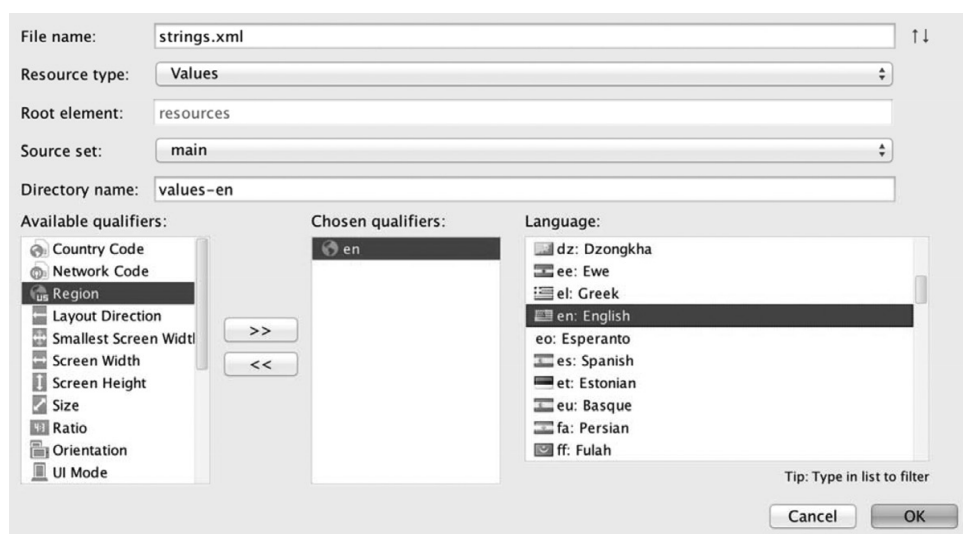 File name: strings.xml ↑↓
Resource type: Values
Root element: resources
Source set: main
Directory name: values-en
Available qualifiers: Chosen qualifiers: Language:
Country Code
Network Code
US Region
Layout Direction
Smallest Screen Widtl
Screen Width
Screen Height
Size
4:3 Ratio
Orientation
UI Mode
>>
<<
en
dz: Dzongkha
ee: Ewe
el: Greek
en: English
eo: Esperanto
es: Spanish
et: Estonian
eu: Basque
fa: Persian
ff: Fulah
Tip: Type in list to filter
Cancel OK